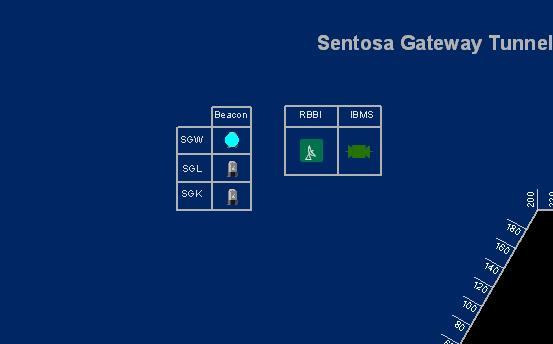 Sentosa Gateway Tunnel
Beacon
RBBI IBMS
SGW
SGL
SGK
200
180
160
140
120
100
80